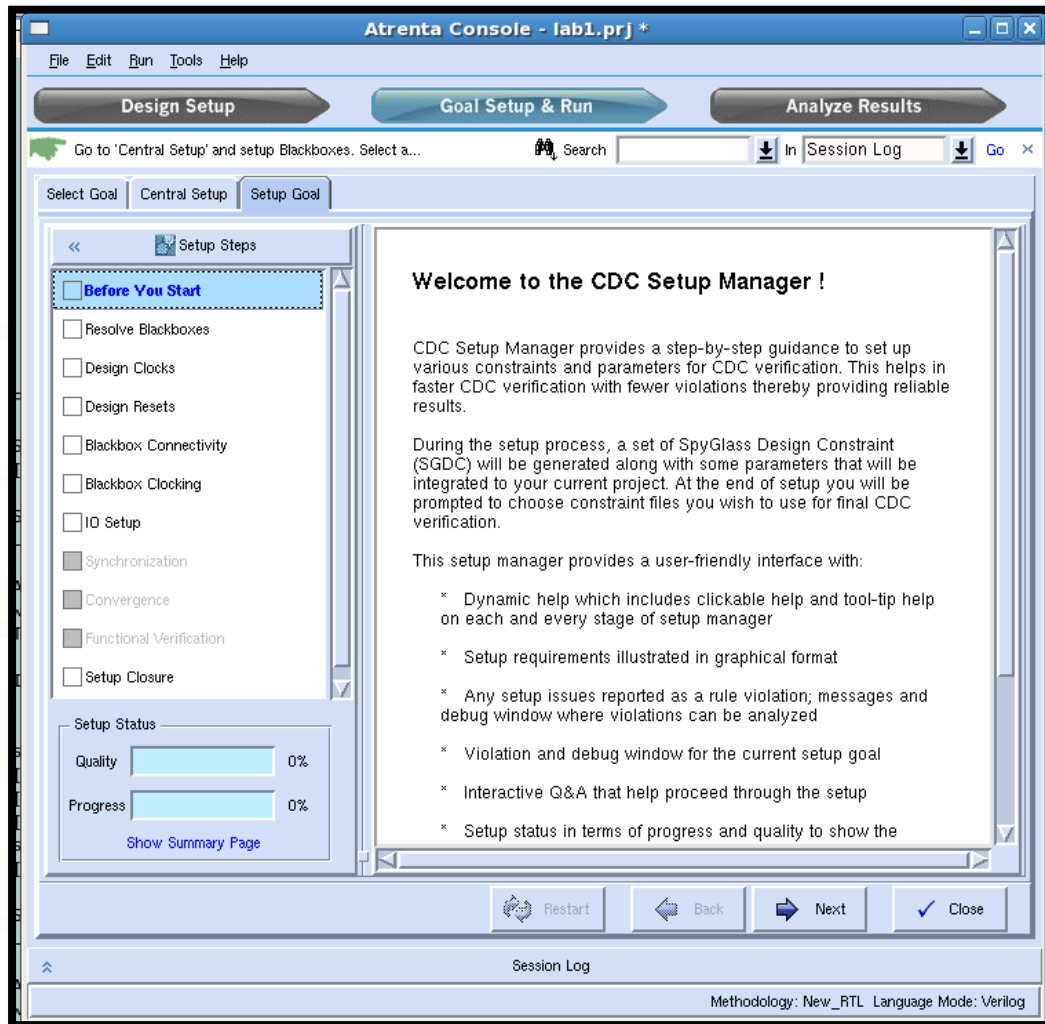 Atrenta Console - lab1.prj *
File Edit Run Tools Help
Design Setup
Goal Setup & Run
Analyze Results
Go to 'Central Setup' and setup Blackboxes. Select a...
Search
In Session Log
Go
Select Goal
Central Setup
Setup Goal
« Setup Steps
Before You Start
Resolve Blackboxes
Design Clocks
Design Resets
Blackbox Connectivity
Blackbox Clocking
IO Setup
Synchronization
Convergence
Functional Verification
Setup Closure
Setup Status
Quality 0%
Progress 0%
Show Summary Page
Welcome to the CDC Setup Manager !
CDC Setup Manager provides a step-by-step guidance to set up
various constraints and parameters for CDC verification. This helps in
faster CDC verification with fewer violations thereby providing reliable
results.
During the setup process, a set of SpyGlass Design Constraint
(SGDC) will be generated along with some parameters that will be
integrated to your current project. At the end of setup you will be
prompted to choose constraint files you wish to use for final CDC
verification.
This setup manager provides a user-friendly interface with:
* Dynamic help which includes clickable help and tool-tip help
on each and every stage of setup manager
* Setup requirements illustrated in graphical format
* Any setup issues reported as a rule violation; messages and
debug window where violations can be analyzed
* Violation and debug window for the current setup goal
* Interactive Q&A that help proceed through the setup
* Setup status in terms of progress and quality to show the
Restart
Back
Next
Close
Session Log
Methodology: New_RTL Language Mode: Verilog